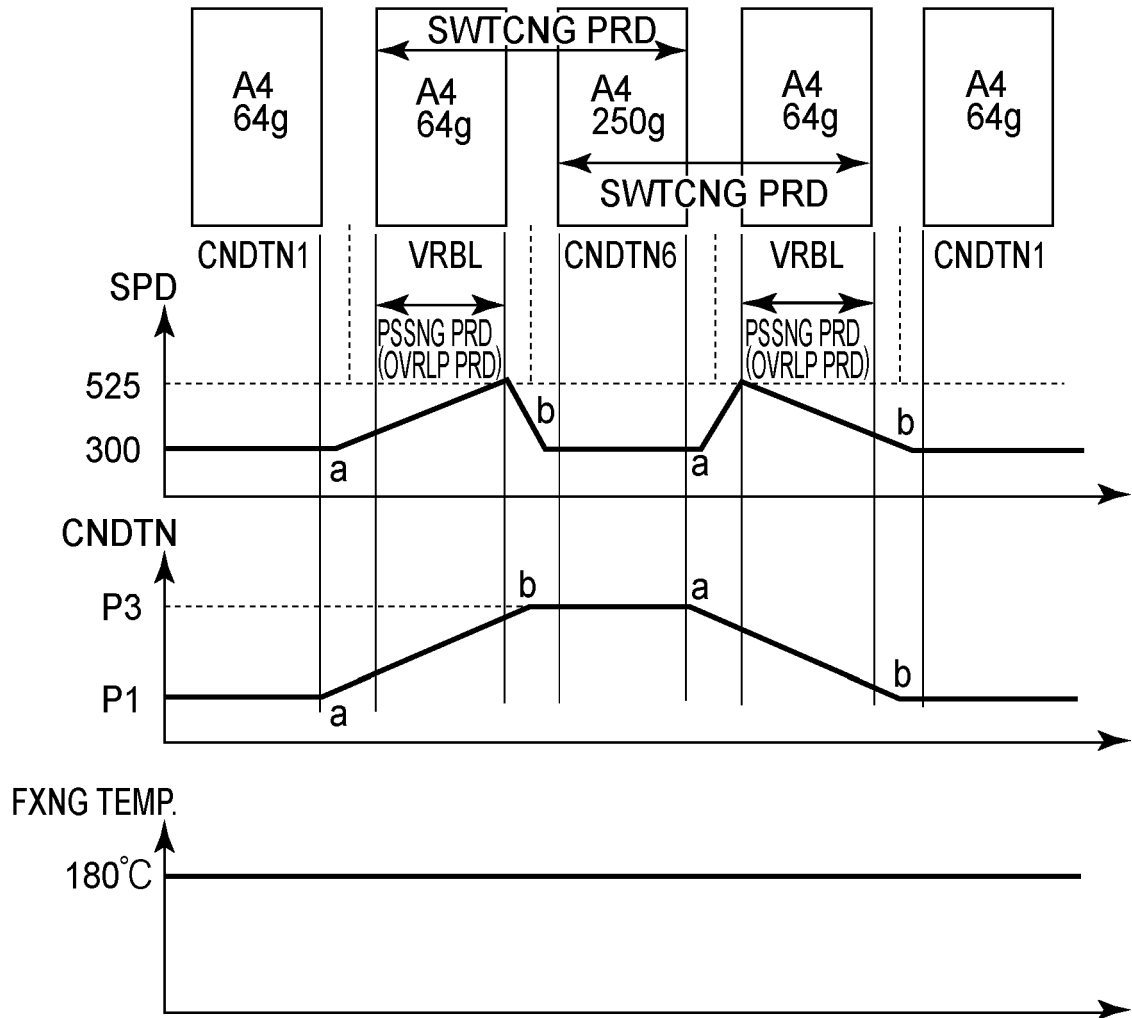 SWTCNG PRD
A4
64g
A4
64g
A4
250g
A4
64g
A4
64g
SWTCNG PRD
CNDTN1
VRBL
CNDTN6
VRBL
CNDTN1
SPD
PSSNG PRD
(OVRLP PRD)
PSSNG PRD
(OVRLP PRD)
525
b
b
300
a
a
CNDTN
b
a
P3
b
P1
a
FXNG TEMP.
180°C